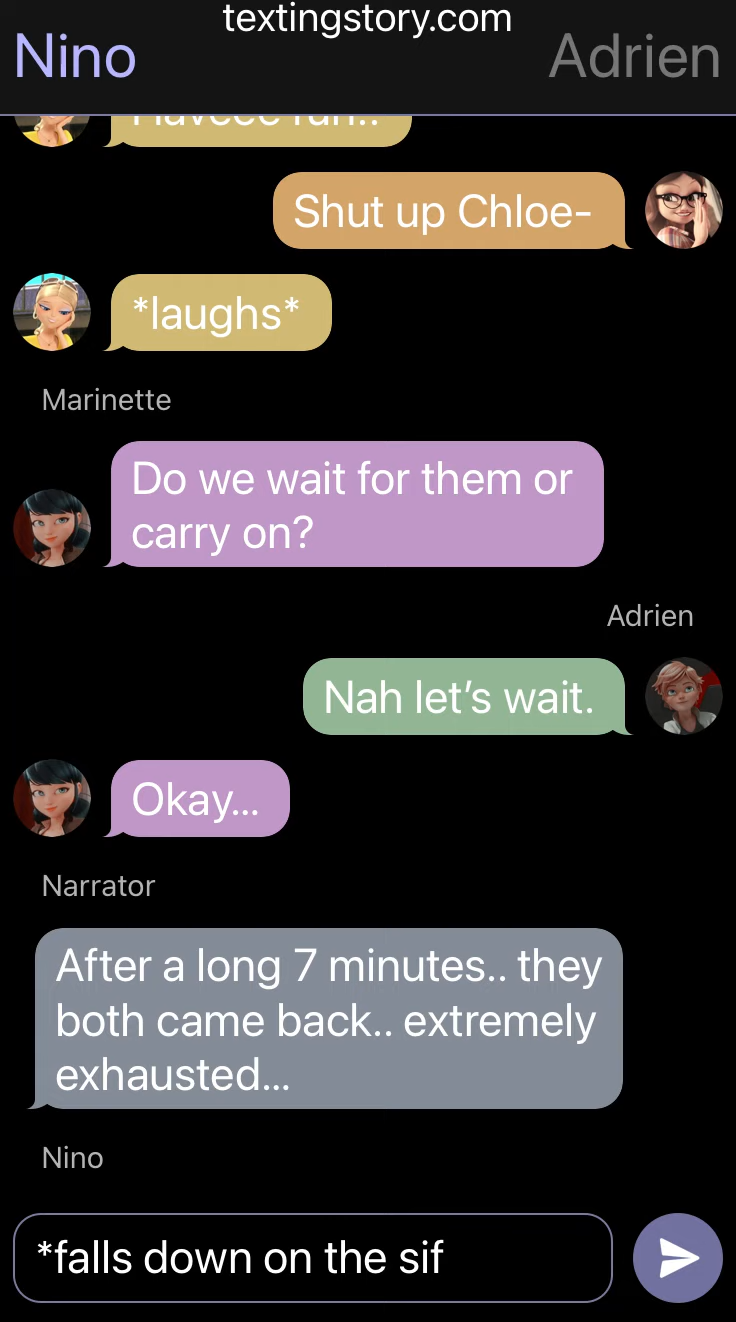 textingstory.com
Nino
Adrien
Shut up Chloe-
*laughs*
Marinette
Do we wait for them or
carry on?
Adrien
Nah let’s wait.
Okay...
Narrator
After a long 7 minutes.. they
both came back.. extremely
exhausted...
Nino
*falls down on the sif